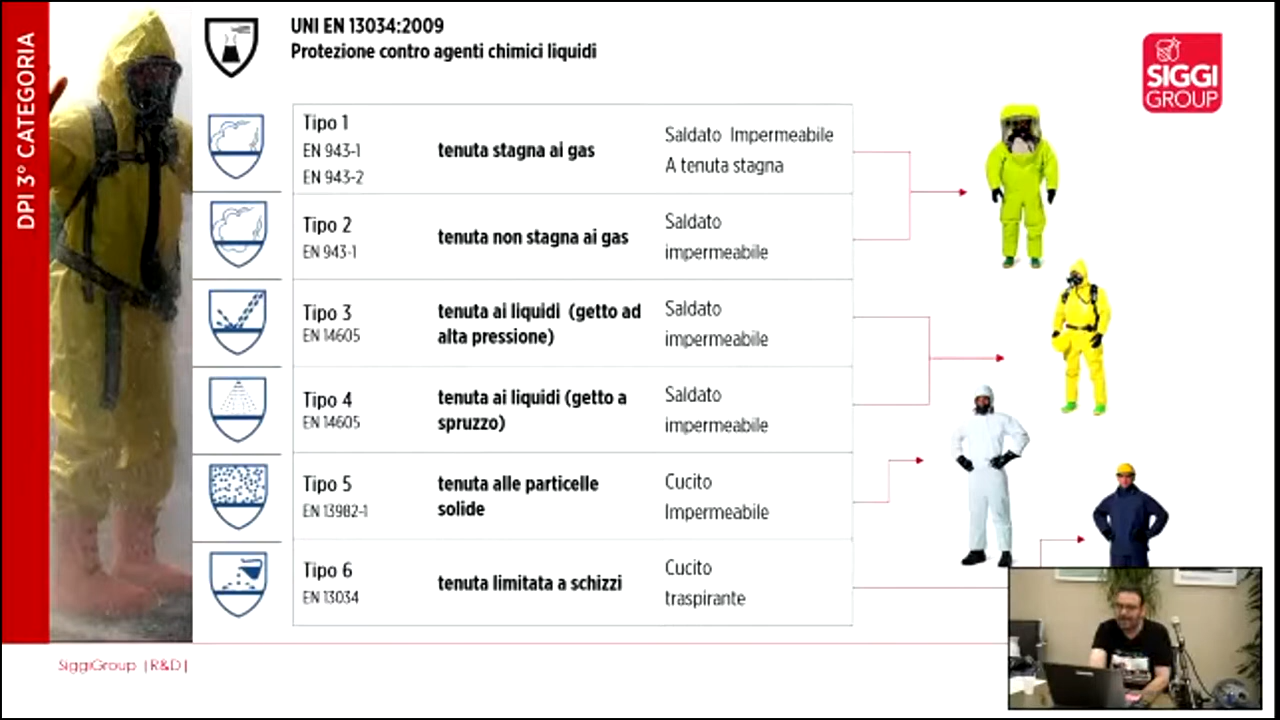 DPI 3° CATEGORIA
UNI EN 13034:2009
Protezione contro agenti chimici liquidi
SIGGI
GROUP
Tipo 1
EN 943-1
EN 943-2
tenuta stagna ai gas
Saldato Impermeabile
A tenuta stagna
Tipo 2
EN 943-1
tenuta non stagna ai gas
Saldato
impermeabile
Tipo 3
EN 14605
tenuta ai liquidi (getto ad
alta pressione)
Saldato
impermeabile
Tipo 4
EN 14605
tenuta ai liquidi (getto a
spruzzo)
Saldato
impermeabile
Tipo 5
EN 13982-1
tenuta alle particelle
solide
Cucito
Impermeabile
Tipo 6
EN 13034
tenuta limitata a schizzi
Cucito
traspirante
SiggiGroup |R&D|